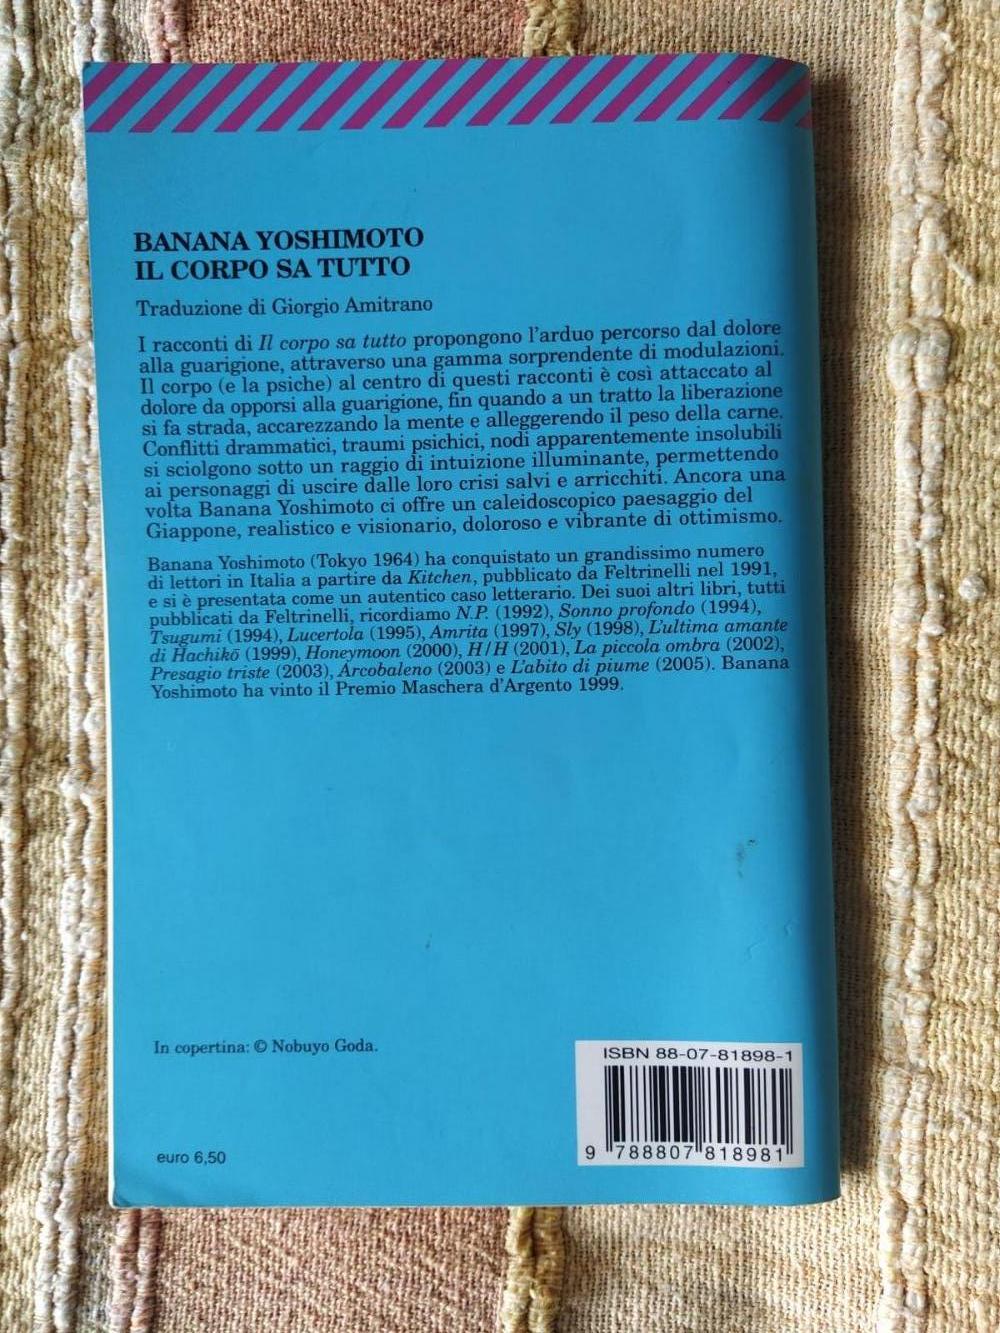 BANANA YOSHIMOTO
IL CORPO SA TUTTO
Traduzione di Giorgio Amitrano
I racconti di Il corpo sa tutto propongono l'arduo percorso dal dolore
alla guarigione, attraverso una gamma sorprendente di modulazioni.
Il corpo (e la psiche) al centro di questi racconti è così attaccato al
dolore da opporsi alla guarigione, fin quando a un tratto la liberazione
si fa strada, accarezzando la mente e alleggerendo il peso della carne.
Conflitti drammatici, traumi psichici, nodi apparentemente insolubili
si sciolgono sotto un raggio di intuizione illuminante, permettendo
ai personaggi di uscire dalle loro crisi salvi e arricchiti. Ancora una
volta Banana Yoshimoto ci offre un caleidoscopico paesaggio del
Giappone, realistico e visionario, doloroso e vibrante di ottimismo.
Banana Yoshimoto (Tokyo 1964) ha conquistato un grandissimo numero
di lettori in Italia a partire da Kitchen, pubblicato da Feltrinelli nel 1991,
e si è presentata come un autentico caso letterario. Dei suoi altri libri, tutti
pubblicati da Feltrinelli, ricordiamo N.P. (1992), Sonno profondo (1994),
Tsugumi (1994), Lucertola (1995), Amrita (1997), Sly (1998), L'ultima amante
di Hachikō (1999), Honeymoon (2000), H/H (2001), La piccola ombra (2002),
Presagio triste (2003), Arcobaleno (2003) e L'abito di piume (2005). Banana
Yoshimoto ha vinto il Premio Maschera d'Argento 1999.
In copertina: © Nobuyo Goda.
ISBN 88-07-81898-1
9 788807 818981
euro 6,50